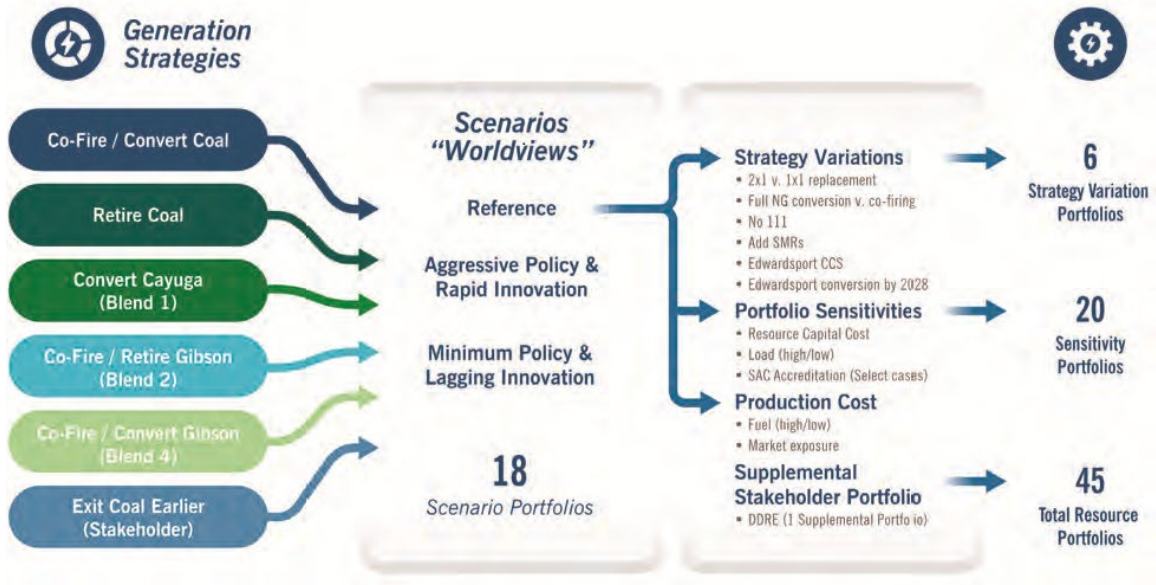 Generation
Strategies
Co-Fire / Convert Coal
Retire Coal
Convert Cayuga
(Blend 1)
Co-Fire / Retire Gibson
(Blend 2)
Co-Fire / Convert Gibson
(Blend 4)
Exit Coal Earlier
(Stakeholder)
Scenarios
"Worldviews"
Reference
Aggressive Policy &
Rapid Innovation
Minimum Policy &
Lagging Innovation
18
Scenario Portfolios
Strategy Variations
• 2x1 v. 1x1 replacement
• Full NG conversion v. co-firing
• No 111
• Add SMRs
• Edwardsport CCS
• Edwardsport conversion by 2028
Portfolio Sensitivities
• Resource Capital Cost
• Load (high/low)
• SAC Accreditation (Select cases)
Production Cost
• Fuel (high/low)
• Market exposure
Supplemental
Stakeholder Portfolio
• DDRE (1 Supplemental Portfo io)
6
Strategy Variation
Portfolios
20
Sensitivity
Portfolios
45
Total Resource
Portfolios